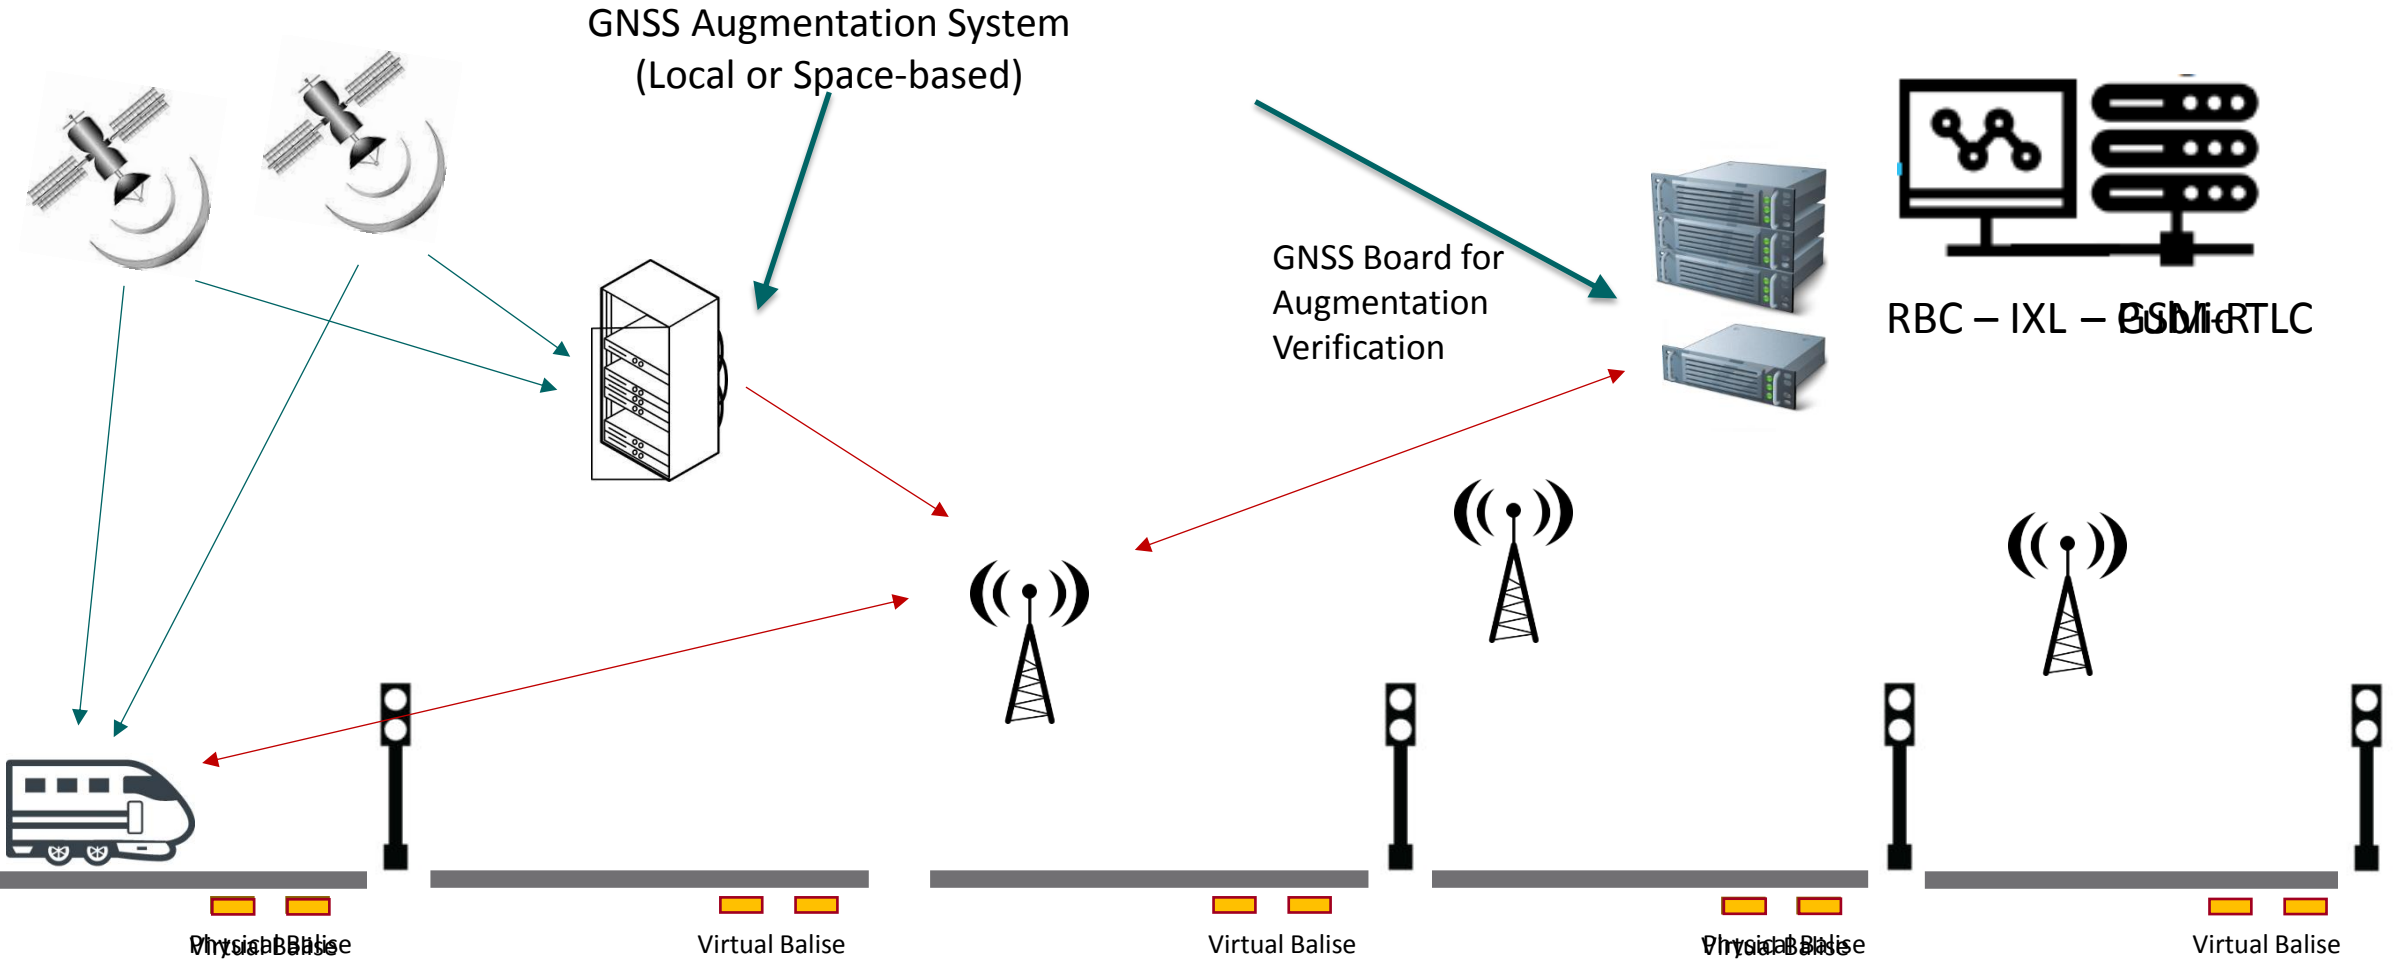 GNSS Augmentation System
(Local or Space-based)
GNSS Board for
Augmentation
Verification
RBC – IXL – TLC
Virtual Balise
Virtual Balise
Virtual Balise